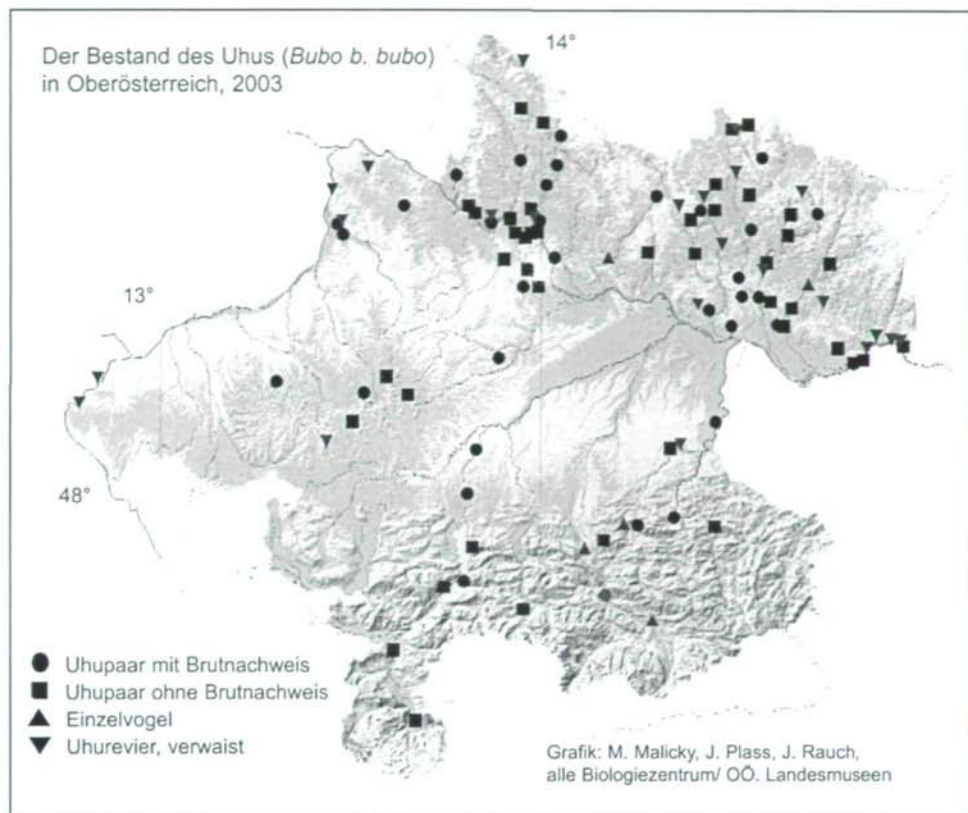 Der Bestand des Uhus (Bubo b. bubo)
in Oberösterreich, 2003
14°
13°
48°
Uhupaar mit Brutnachweis
Uhupaar ohne Brutnachweis
Einzelvogel
Uhurevier, verwaist
Grafik: M. Malicky, J. Plass, J. Rauch,
alle Biologiezentrum/ OÖ. Landesmuseen